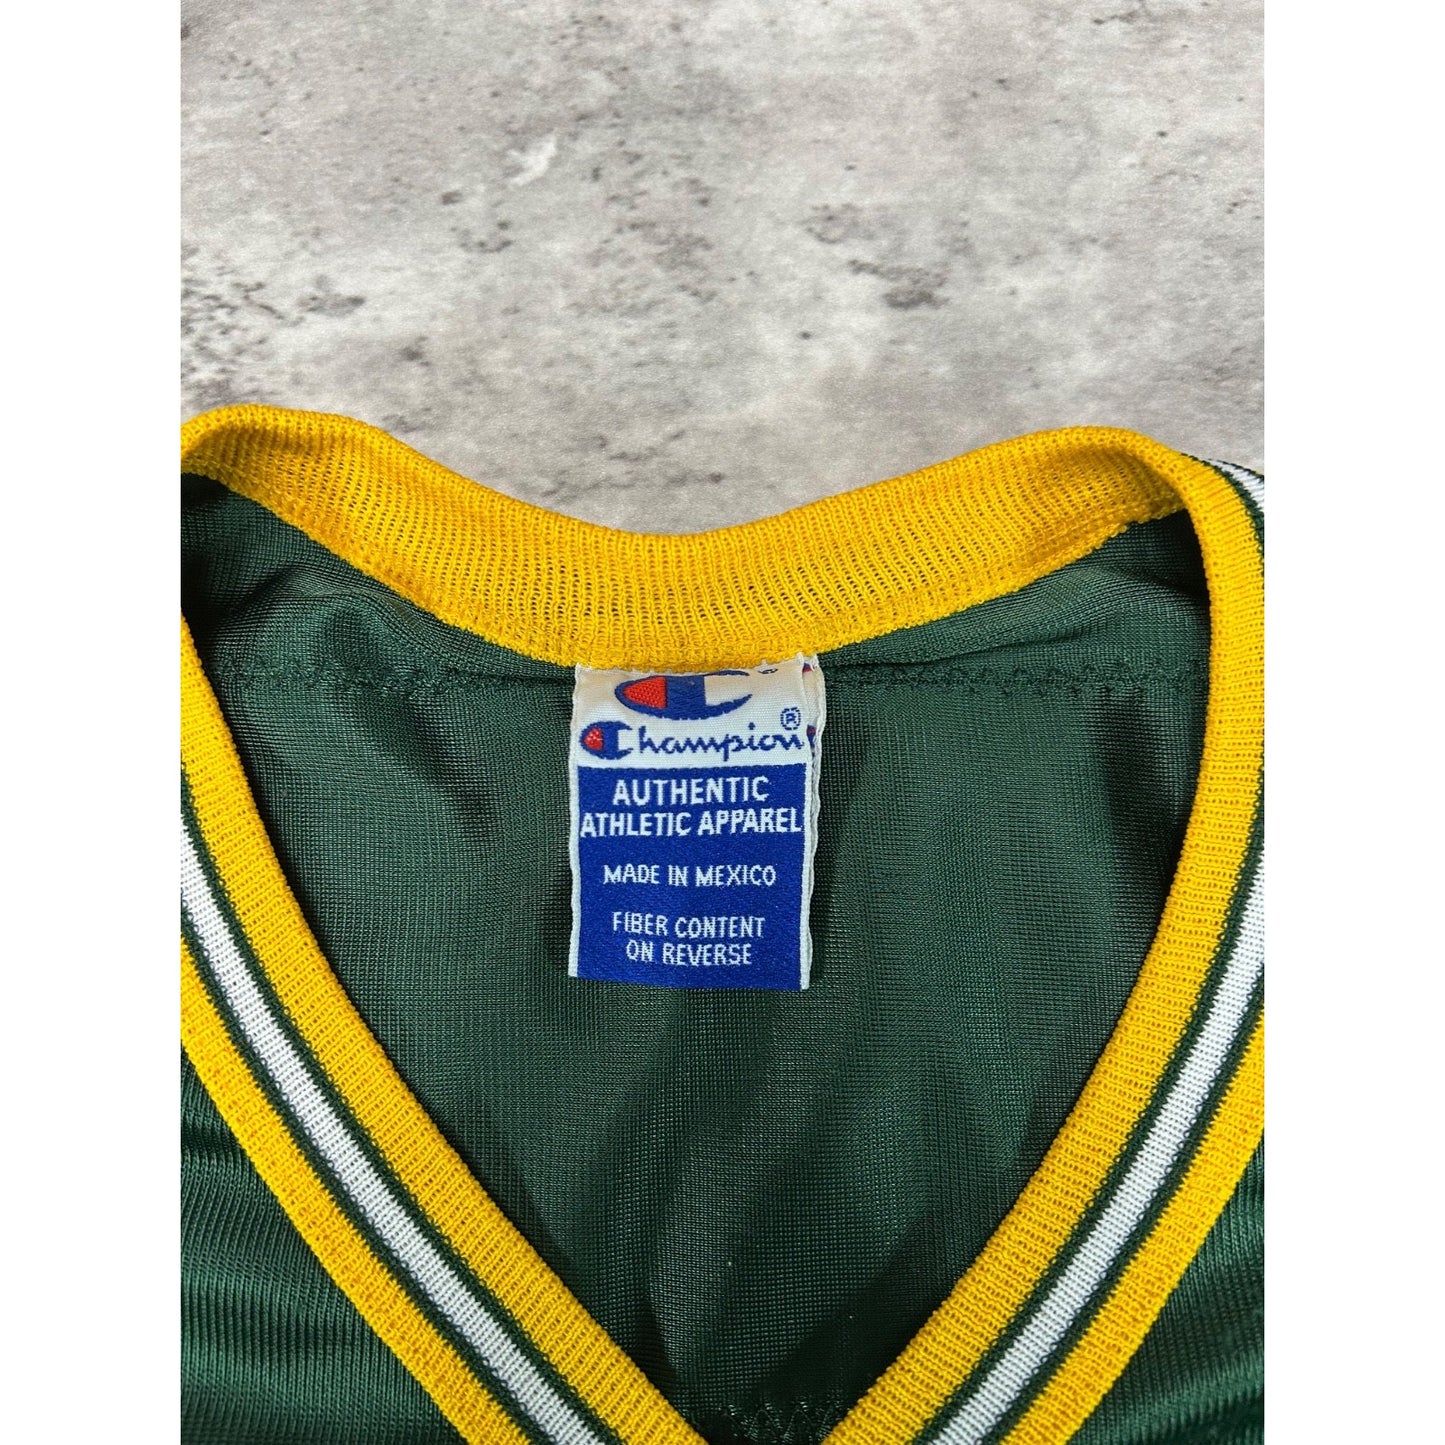 Champion®
AUTHENTIC
ATHLETIC APPAREL
MADE IN MEXICO
FIBER CONTENT
ON REVERSE